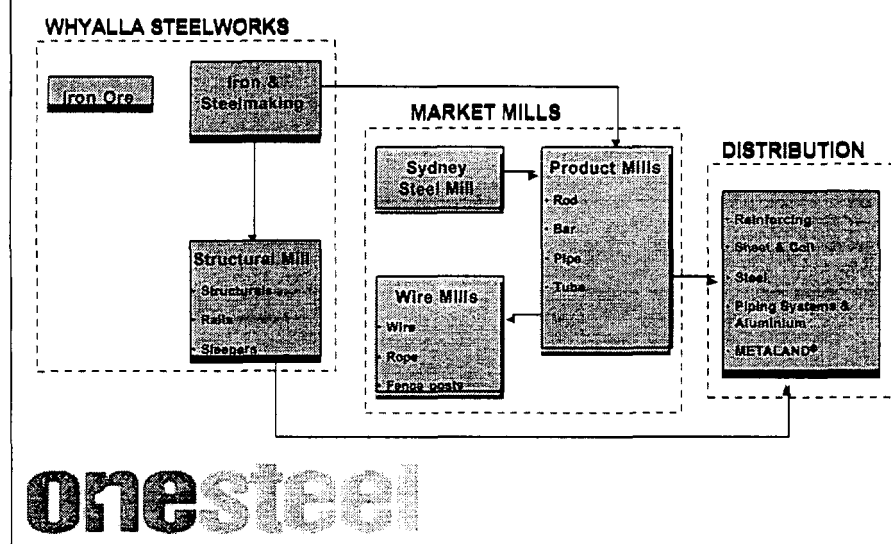 WHYALLA STEELWORKS
Iron Ore
Iron &
Steelmaking
Structural Mill
Structurals
Rails
Sleepers
MARKET MILLS
Sydney
Steel Mill
Product Mills
Rod
Bar
Pipe
Tube
Wire Mills
Wire
Rope
Fence posts
DISTRIBUTION
Reinforcing
Sheet & Coil
Steel
Piping Systems &
Aluminium
METALAND®
onesteel